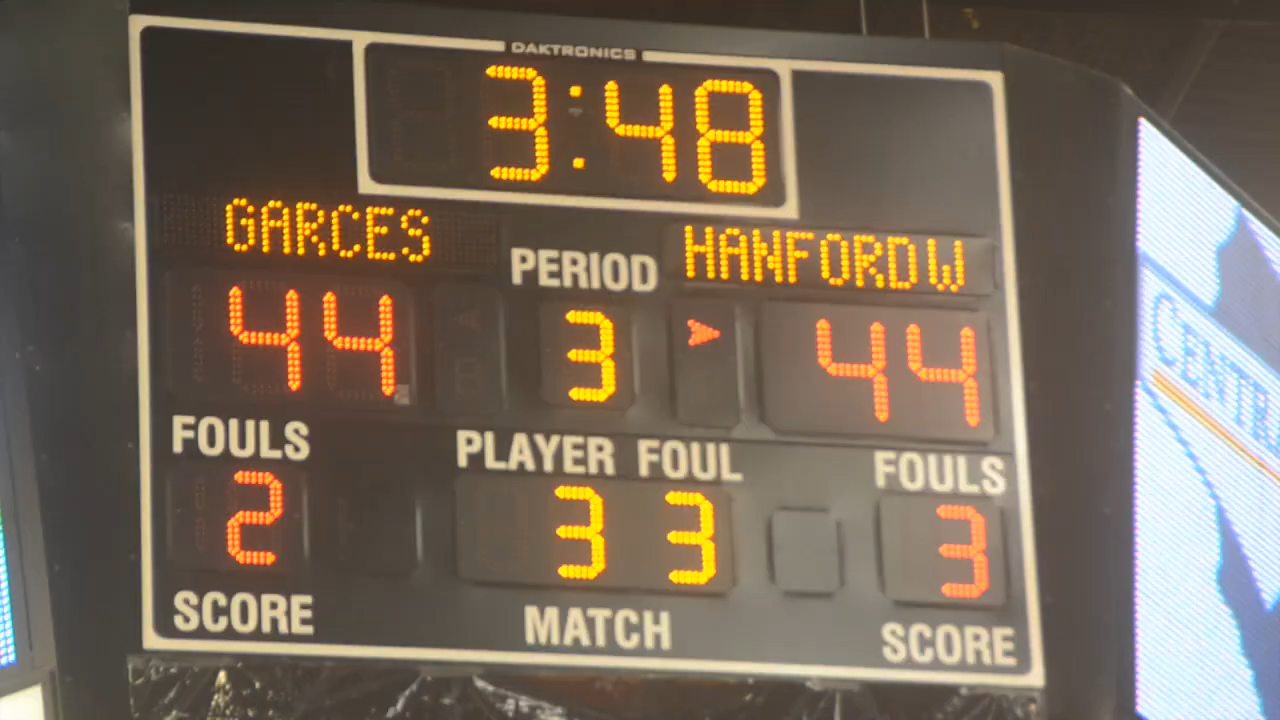 DAKTRONICS
3:48
GARCES
HANFORD W
PERIOD
44
3
44
FOULS
PLAYER FOUL
FOULS
2
3 3
3
SCORE
MATCH
SCORE